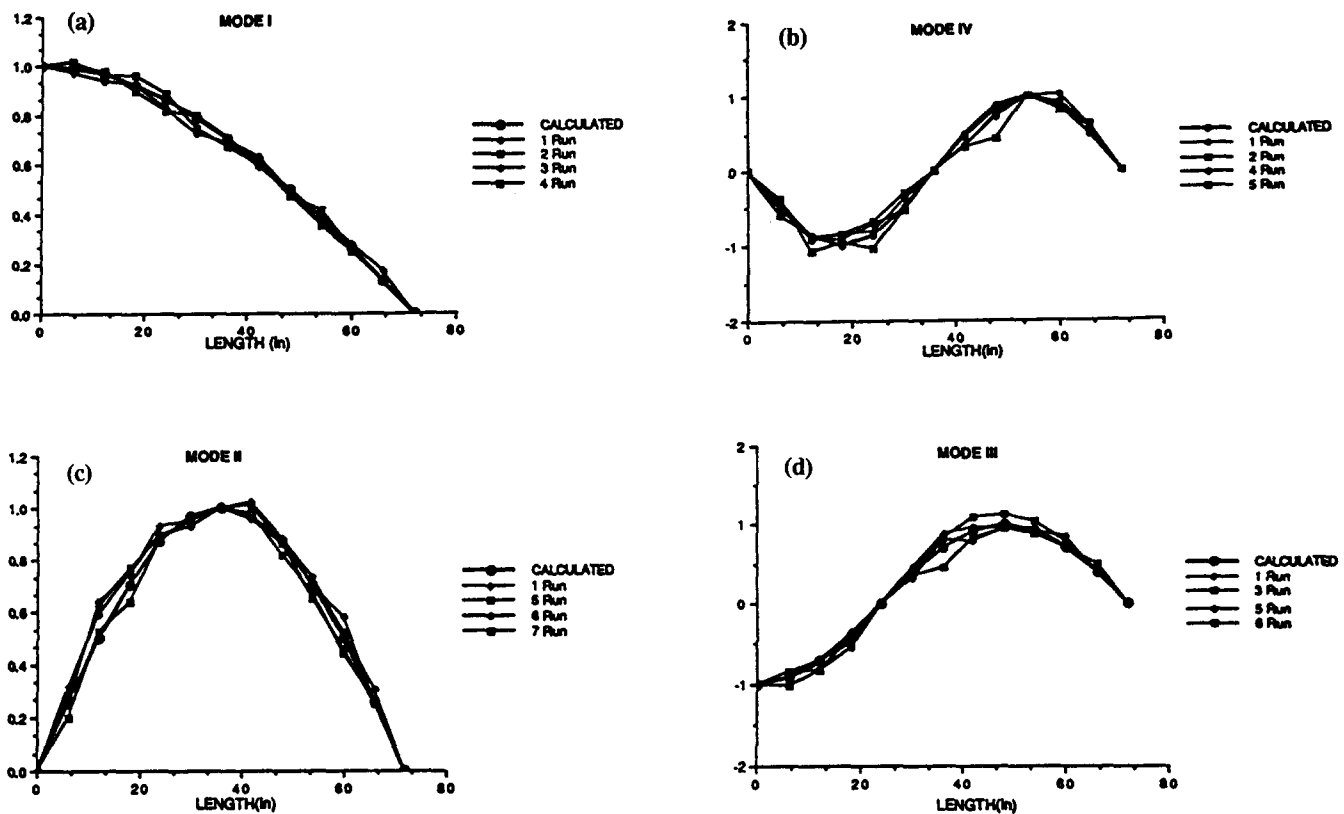 (a)
MODE I
1.2
1.0
0.8
0.6
0.4
0.2
0.0
0 20 40 60 80
LENGTH (in)
CALCULATED
1 Run
2 Run
3 Run
4 Run
(b)
MODE IV
2
1
0
-1
-2
0 20 40 60 80
LENGTH(in)
CALCULATED
1 Run
2 Run
4 Run
5 Run
(c)
MODE II
1.2
1.0
0.8
0.6
0.4
0.2
0.0
0 20 40 60 80
LENGTH(in)
CALCULATED
1 Run
5 Run
6 Run
7 Run
(d)
MODE III
2
1
0
-1
-2
0 20 40 60 80
LENGTH(in)
CALCULATED
1 Run
3 Run
5 Run
6 Run